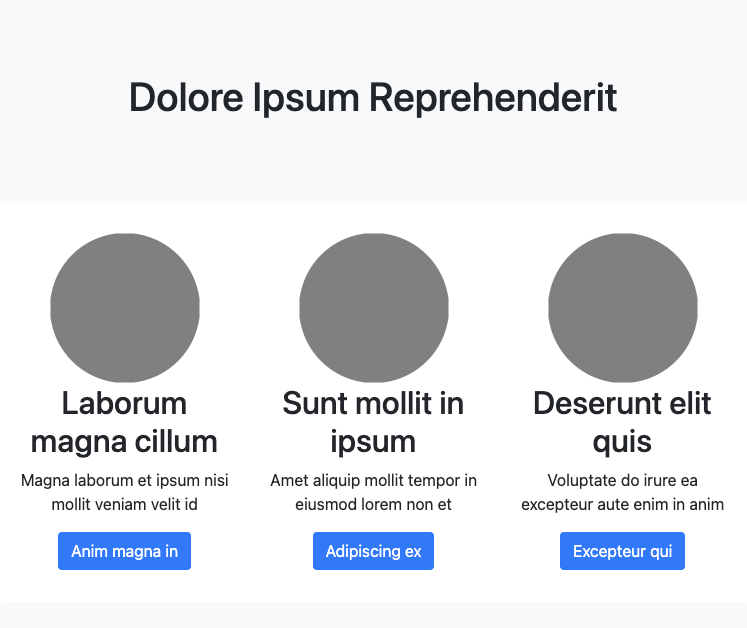 Dolore Ipsum Reprehenderit
Laborum
magna cillum
Magna laborum et ipsum nisi
mollit veniam velit id
Anim magna in
Sunt mollit in
ipsum
Amet aliquip mollit tempor in
eiusmod lorem non et
Adipiscing ex
Deserunt elit
quis
Voluptate do irure ea
excepteur aute enim in anim
Excepteur qui